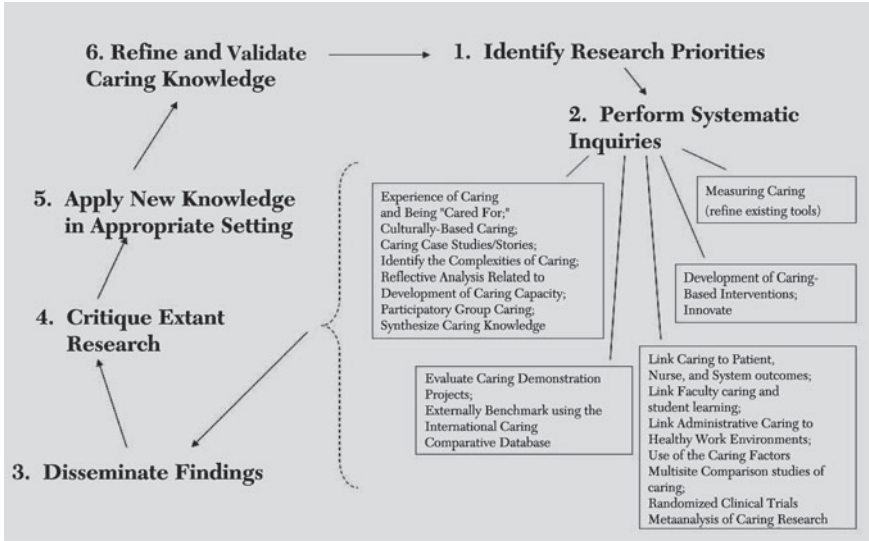 6. Refine and Validate
Caring Knowledge
1. Identify Research Priorities
2. Perform Systematic
Inquiries
5. Apply New Knowledge
in Appropriate Setting
4. Critique Extant
Research
3. Disseminate Findings
Experience of Caring
and Being "Cared For;"
Culturally-Based Caring;
Caring Case Studies/Stories;
Identify the Complexities of Caring;
Reflective Analysis Related to
Development of Caring Capacity;
Participatory Group Caring;
Synthesize Caring Knowledge
Measuring Caring
(refine existing tools)
Development of Caring-
Based Interventions;
Innovate
Evaluate Caring Demonstration
Projects;
Externally Benchmark using the
International Caring
Comparative Database
Link Caring to Patient,
Nurse, and System outcomes;
Link Faculty caring and
student learning;
Link Administrative Caring to
Healthy Work Environments;
Use of the Caring Factors
Multisite Comparison studies of
caring;
Randomized Clinical Trials
Metaanalysis of Caring Research